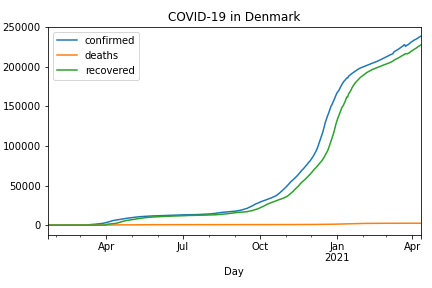 COVID-19 in Denmark
confirmed
deaths
recovered
250000
200000
150000
100000
50000
0
Apr Jul Oct Jan Apr
2021
Day